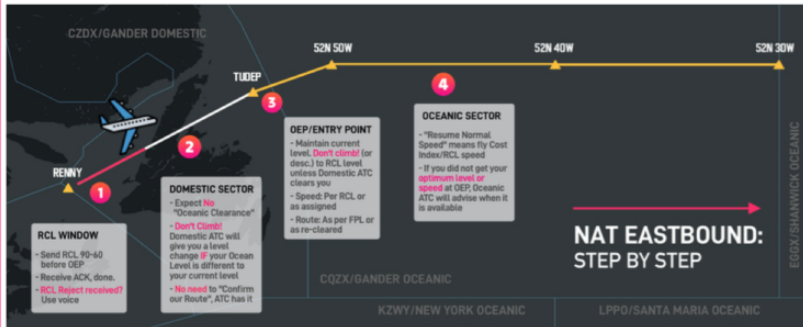 CZDX/GANDER DOMESTIC
52N 50W
52N 40W
52N 30W
TUDEP
4
3
2
RENNY
1
RCL WINDOW
- Send RCL 90-60
before OEP
- Receive ACK, done.
- RCL Reject received?
Use voice
DOMESTIC SECTOR
- Expect No
"Oceanic Clearance"
- Don't Climb!
Domestic ATC will
give you a level
change IF your Ocean
Level is different to
your current level
- No need to "Confirm
our Route", ATC has it
OEP/ENTRY POINT
- Maintain current
level, Don't climb! (or
desc.) to RCL level
unless Domestic ATC
clears you
- Speed: Per RCL or
as assigned
- Route: As per FPL or
as re-cleared
OCEANIC SECTOR
- "Resume Normal
Speed" means fly Cost
Index/RCL speed
- If you did not get your
optimum level or
speed at OEP, Oceanic
ATC will advise when it
is available
NAT EASTBOUND:
STEP BY STEP
EGGX/SHANWICK OCEANIC
CQZX/GANDER OCEANIC
KZWY/NEW YORK OCEANIC
LPPO/SANTA MARIA OCEANIC